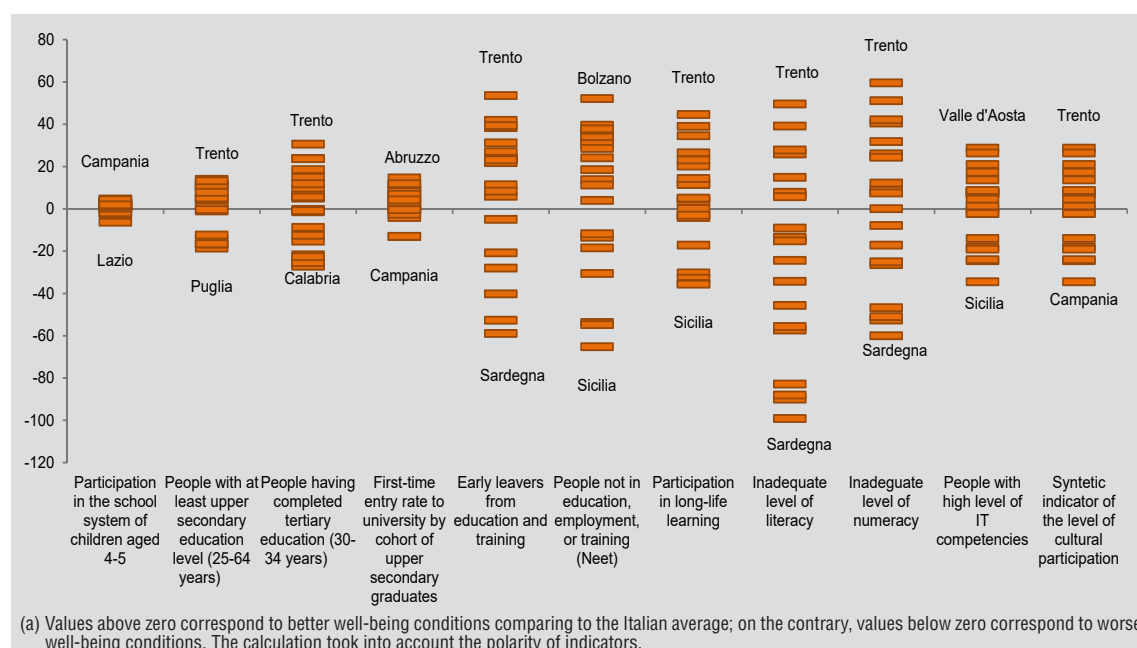 80
60
40
20
0
-20
-40
-60
-80
-100
-120
Campania
Lazio
Trento
Puglia
Trento
Calabria
Abruzzo
Campania
Trento
Sardegna
Bolzano
Sicilia
Trento
Sicilia
Trento
Sardegna
Trento
Sardegna
Valle d'Aosta
Sicilia
Trento
Campania
Participation
in the school
system of
children aged
4-5
People with at
least upper
secondary
education
level (25-64
years)
People having
completed
tertiary
education (30-
34 years)
First-time
entry rate to
university by
cohort of
upper
secondary
graduates
Early leavers
from
education and
training
People not in
education,
employment,
or training
(Neet)
Participation
in long-life
learning
Inadequate
level of
literacy
Inadeguate
level of
numeracy
People with
high level of
IT
competencies
Syntetic
indicator of
the level of
cultural
participation
(a) Values above zero correspond to better well-being conditions comparing to the Italian average; on the contrary, values below zero correspond to worse
well-being conditions. The calculation took into account the polarity of indicators.